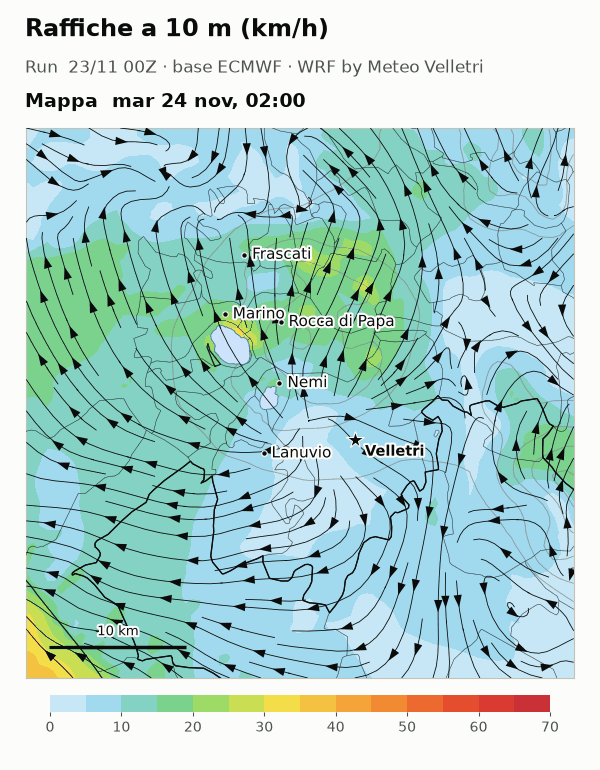 Raffiche a 10 m (km/h)
Run  23/11 00Z · base ECMWF · WRF by Meteo Velletri
Mappa  mar 24 nov, 02:00
Frascati
Marino
Rocca di Papa
Nemi
Velletri
Lanuvio
10 km
0 10 20 30 40 50 60 70